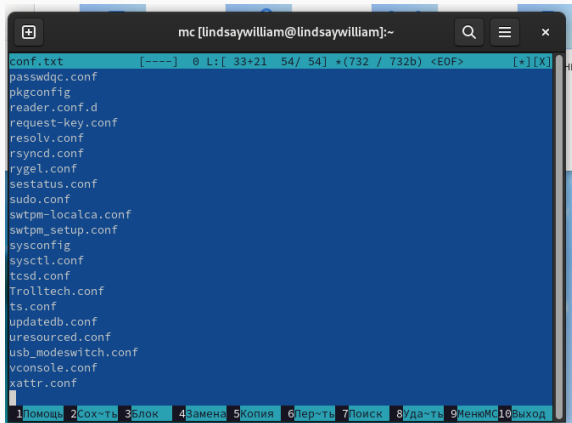 mc [lindsaywilliam@lindsaywilliam]:~
conf.txt [----] 0 L:[ 33+21 54/ 54] *(732 / 732b) <EOF> [*][X]
passwdqc.conf
pkgconfig
reader.conf.d
request-key.conf
resolv.conf
rsyncd.conf
rygel.conf
sestatus.conf
sudo.conf
swtpm-localca.conf
swtpm_setup.conf
sysconfig
sysctl.conf
tcsd.conf
Trolltech.conf
ts.conf
updatedb.conf
uresourced.conf
usb_modeswitch.conf
vconsole.conf
xattr.conf
1Помощь 2Сох~ть 3Блок 4Замена 5Копия 6Пер~ть 7Поиск 8Уда~ть 9МенюMC 10Выход